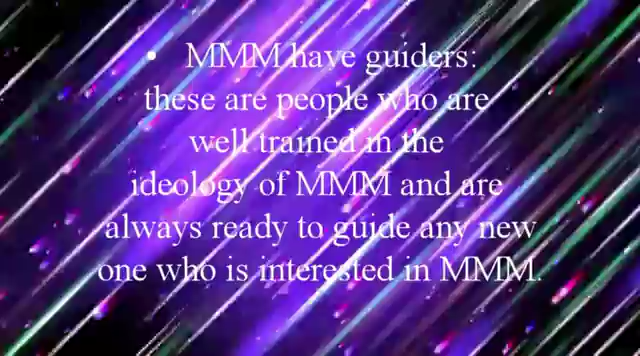 • MMM have guiders:
these are people who are
well trained in the
ideology of MMM and are
always ready to guide any new
one who is interested in MMM.